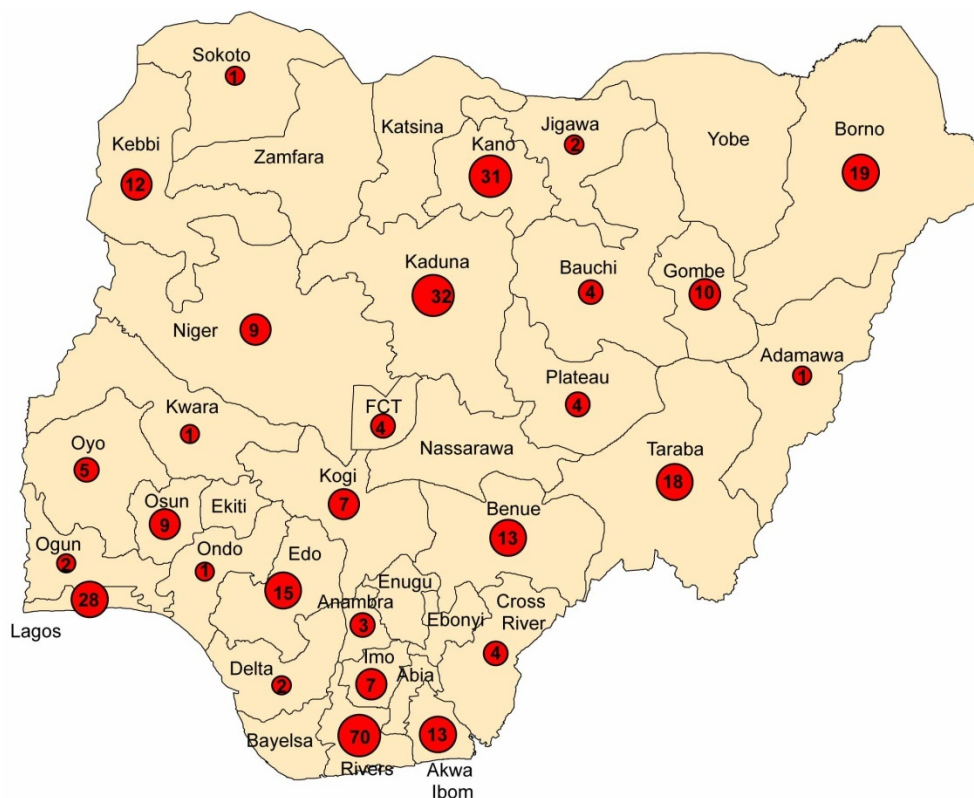 Sokoto
1
Kebbi
12
Zamfara
Katsina
Kano
31
Jigawa
2
Yobe
Borno
19
Kaduna
32
Bauchi
4
Gombe
10
Niger
9
Adamawa
1
Plateau
4
FCT
4
Kwara
1
Oyo
5
Nassarawa
Taraba
18
Kogi
7
Osun
9
Ekiti
Benue
13
Ogun
2
Ondo
1
Edo
15
Lagos
28
Enugu
Anambra
3
Ebonyi
Cross
River
4
Delta
2
Imo
7
Abia
Bayelsa
70
Rivers
13
Akwa
Ibom